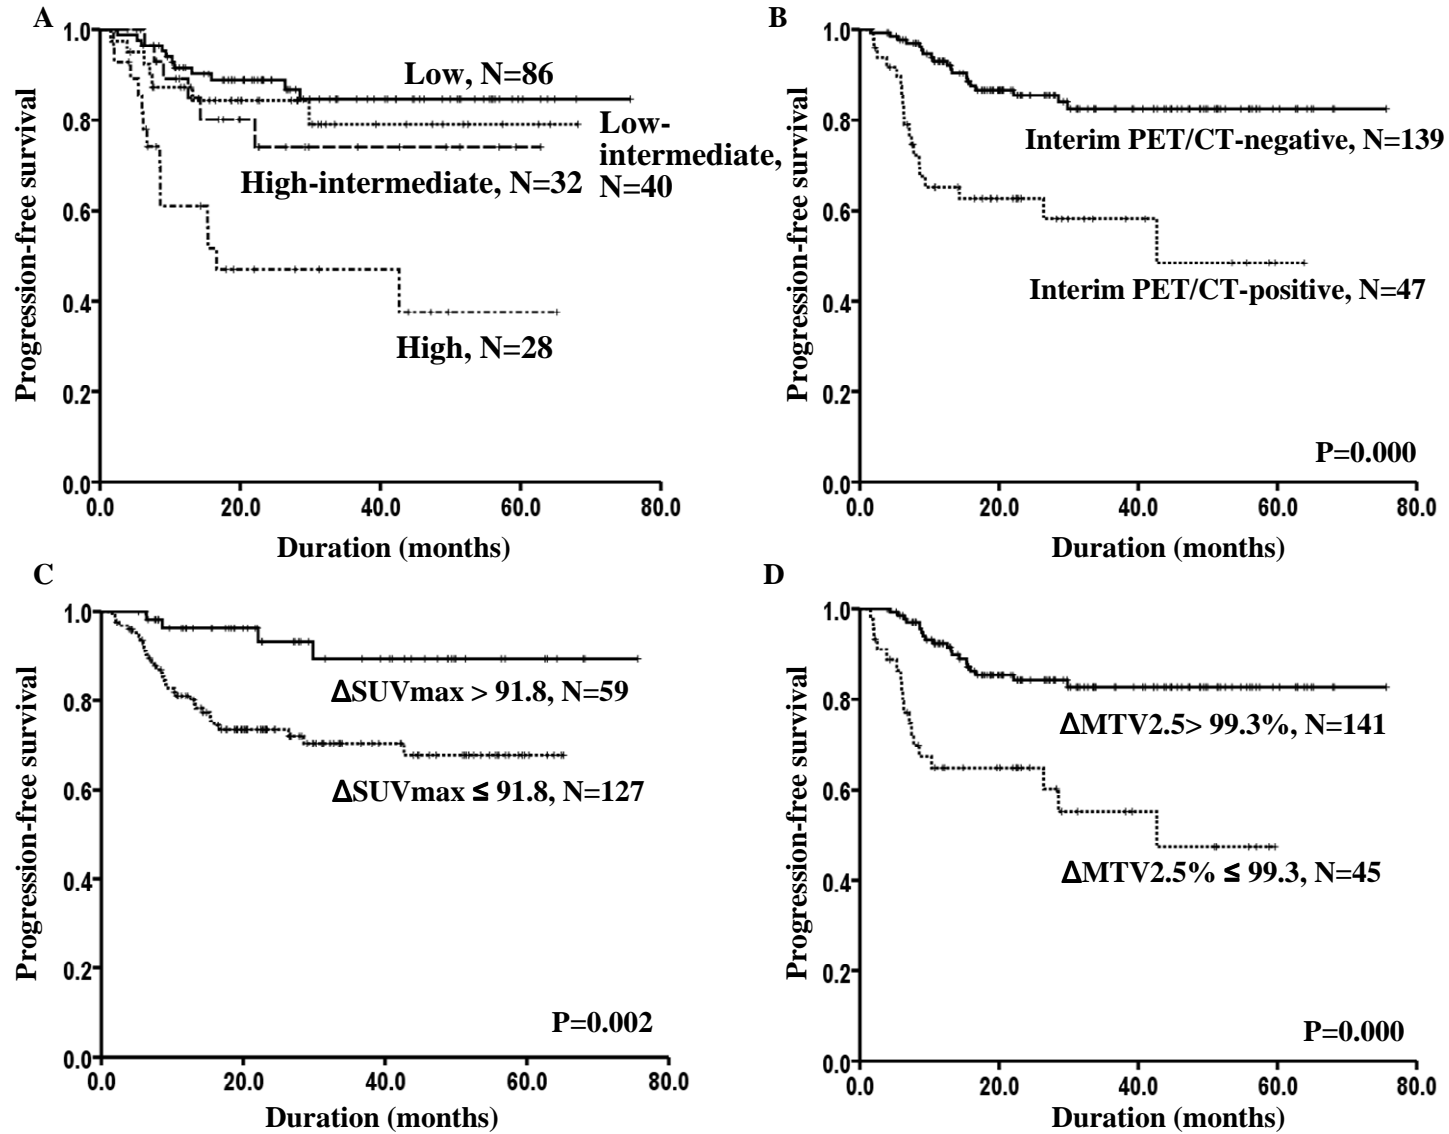 A
Progression-free survival
1.0
0.8
0.6
0.4
0.2
0.0
Low, N=86
Low-
intermediate,
N=40
High-intermediate, N=32
High, N=28
0.0 20.0 40.0 60.0 80.0
Duration (months)
B
Progression-free survival
1.0
0.8
0.6
0.4
0.2
0.0
Interim PET/CT-negative, N=139
Interim PET/CT-positive, N=47
P=0.000
0.0 20.0 40.0 60.0 80.0
Duration (months)
C
Progression-free survival
1.0
0.8
0.6
0.4
0.2
0.0
ΔSUVmax > 91.8, N=59
ΔSUVmax ≤ 91.8, N=127
P=0.002
0.0 20.0 40.0 60.0 80.0
Duration (months)
D
Progression-free survival
1.0
0.8
0.6
0.4
0.2
0.0
ΔMTV2.5> 99.3%, N=141
ΔMTV2.5% ≤ 99.3, N=45
P=0.000
0.0 20.0 40.0 60.0 80.0
Duration (months)